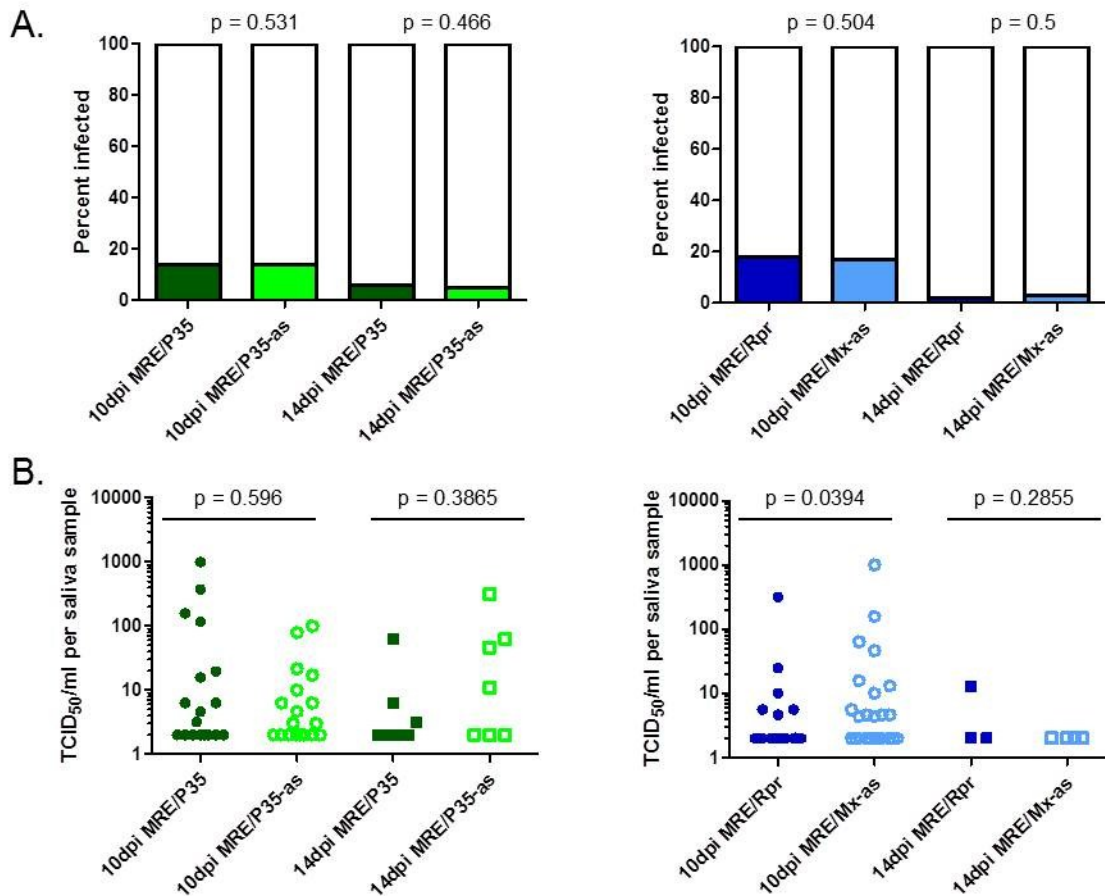 A.
p = 0.531 p = 0.466
Percent infected
100
80
60
40
20
0
10dpi MRE/P35
10dpi MRE/P35-as
14dpi MRE/P35
14dpi MRE/P35-as
p = 0.504 p = 0.5
Percent infected
100
80
60
40
20
0
10dpi MRE/Rpr
10dpi MRE/Mx-as
14dpi MRE/Rpr
14dpi MRE/Mx-as
B.
p = 0.596 p = 0.3865
TCID50/ml per saliva sample
10000
1000
100
10
1
10dpi MRE/P35
10dpi MRE/P35-as
14dpi MRE/P35
14dpi MRE/P35-as
p = 0.0394 p = 0.2855
TCID50/ml per saliva sample
10000
1000
100
10
1
10dpi MRE/Rpr
10dpi MRE/Mx-as
14dpi MRE/Rpr
14dpi MRE/Mx-as